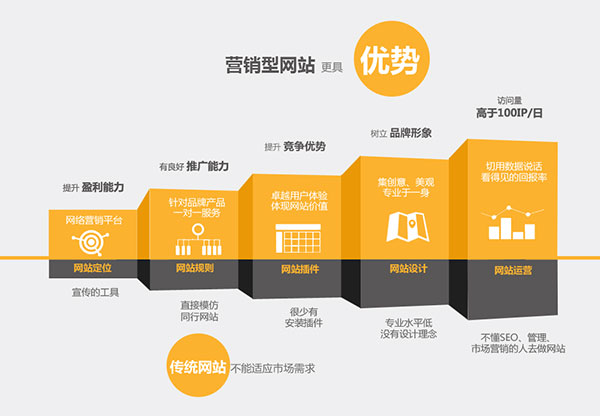 营销型网站 更具 优势
访问量
高于100IP/日
树立 品牌形象
提升 竞争优势
有良好 推广能力
提升 盈利能力
网络营销平台
针对品牌产品
一对一服务
卓越用户体验
体现网站价值
集创意、美观
专业于一身
切用数据说话
看得见的回报率
网站定位
网站规则
网站插件
网站设计
网站运营
宣传的工具
直接模仿
同行网站
很少有
安装插件
专业水平低
没有设计理念
不懂SEO、管理、
市场营销的人去做网站
传统网站 不能适应市场需求